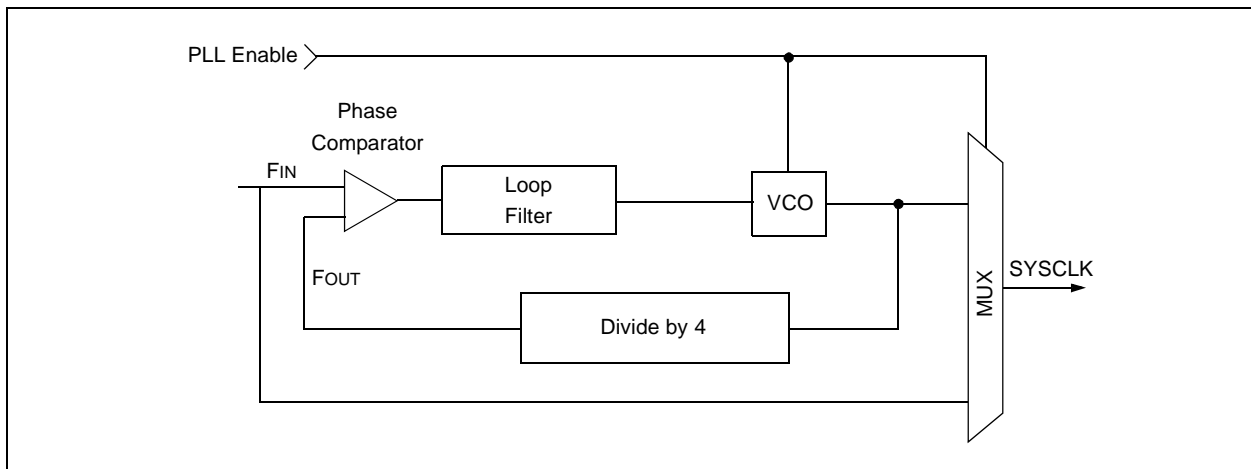 PLL Enable
Phase
Comparator
FIN
Loop
Filter
VCO
FOUT
Divide by 4
MUX
SYSCLK